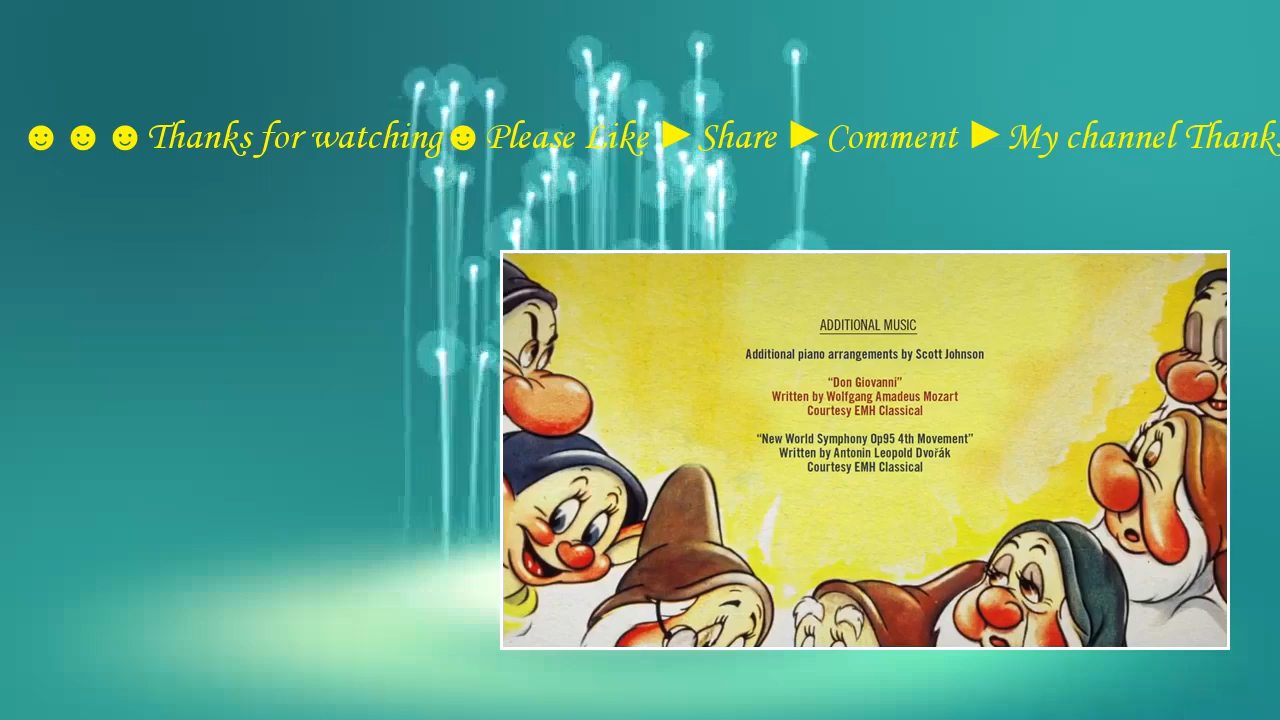 ☻☻☻Thanks for watching☻ Please Like ► Share ► Comment ► My channel Thanks
ADDITIONAL MUSIC
Additional piano arrangements by Scott Johnson
“Don Giovanni”
Written by Wolfgang Amadeus Mozart
Courtesy EMH Classical
“New World Symphony Op95 4th Movement”
Written by Antonin Leopold Dvořák
Courtesy EMH Classical